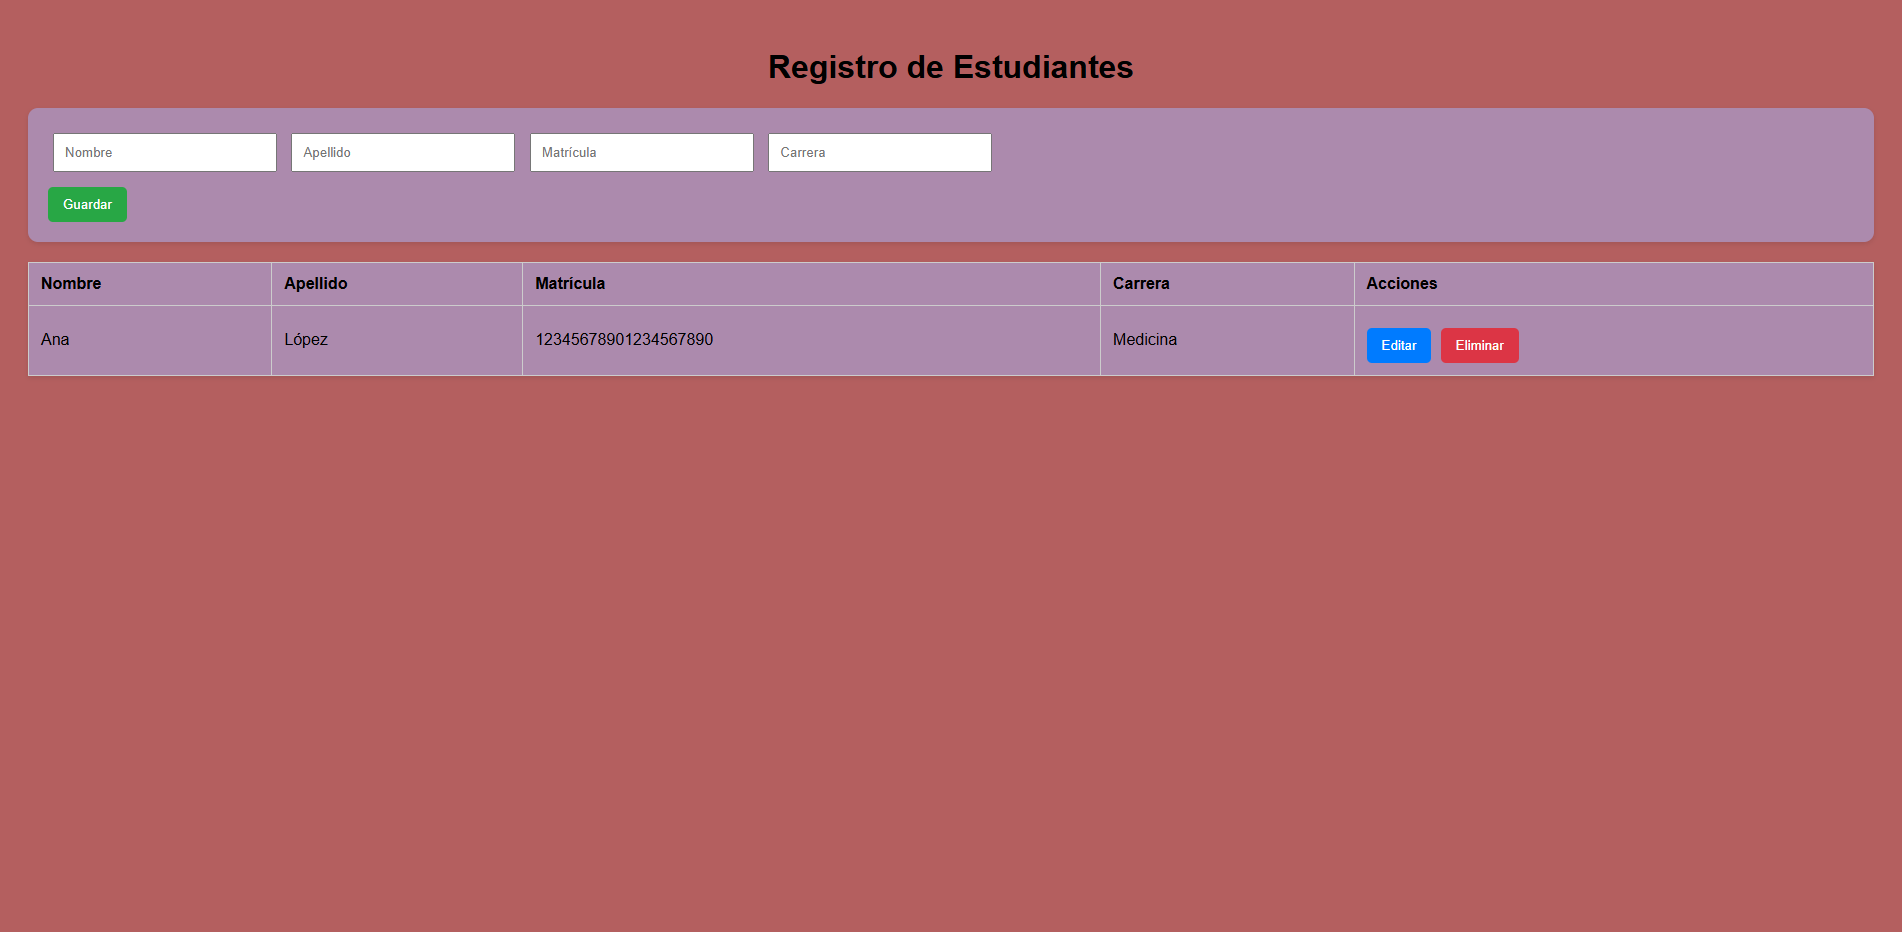 Registro de Estudiantes
Nombre Apellido Matrícula Carrera
Guardar
Nombre Apellido Matrícula Carrera Acciones
Ana López 12345678901234567890 Medicina Editar Eliminar